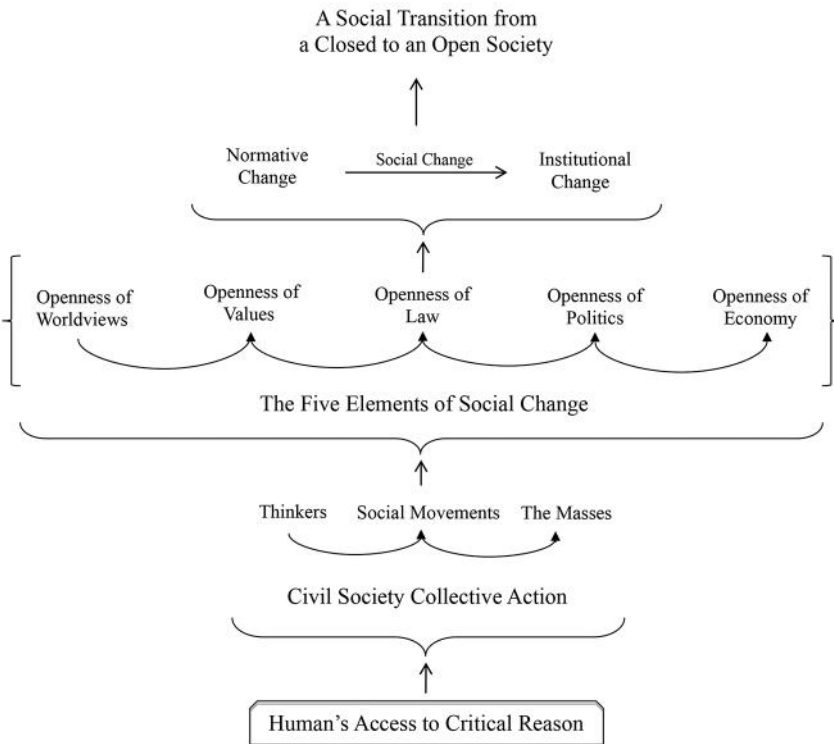 A Social Transition from
a Closed to an Open Society
Normative
Change
Social Change
Institutional
Change
Openness of
Worldviews
Openness of
Values
Openness of
Law
Openness of
Politics
Openness of
Economy
The Five Elements of Social Change
Thinkers
Social Movements
The Masses
Civil Society Collective Action
Human's Access to Critical Reason